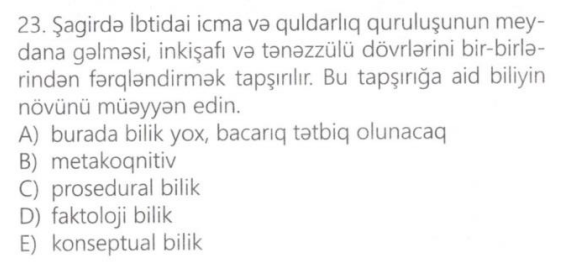 23. Şagirdə İbtidai icma və quldarlıq quruluşunun mey-
dana gəlməsi, inkişafı və tənəzzülü dövrlərini bir-birlə-
rindən fərqləndirmək tapşırılır. Bu tapşırığa aid biliyin
növünü müəyyən edin.
A) burada bilik yox, bacarıq tətbiq olunacaq
B) metakoqnitiv
C) prosedural bilik
D) faktoloji bilik
E) konseptual bilik